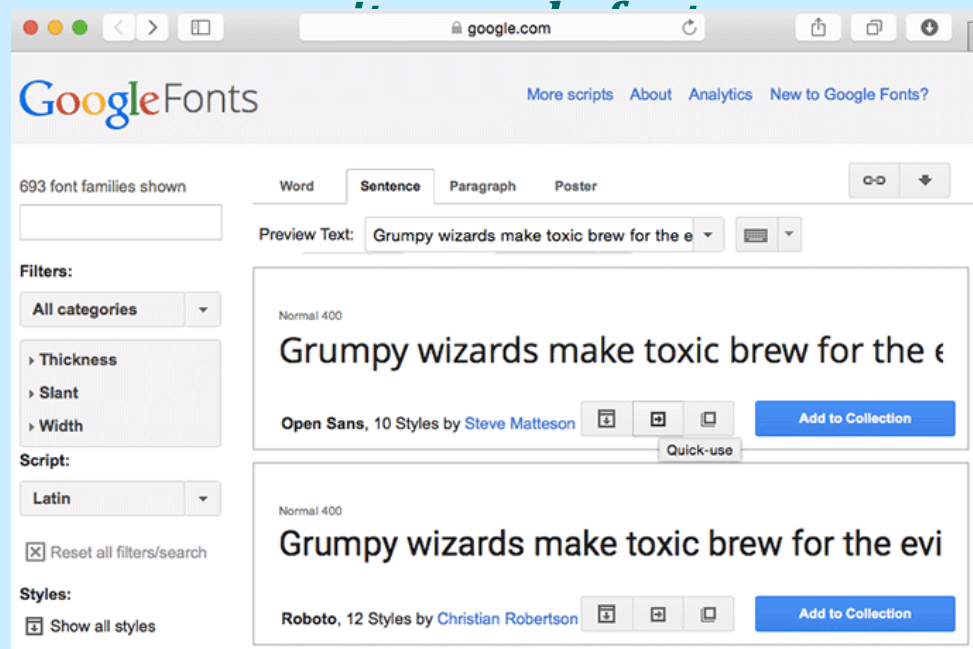 google.com
Google Fonts
More scripts About Analytics New to Google Fonts?
693 font families shown
Word Sentence Paragraph Poster
Preview Text: Grumpy wizards make toxic brew for the e
Filters:
All categories
Thickness
Slant
Width
Script:
Latin
Reset all filters/search
Styles:
Show all styles
Normal 400
Grumpy wizards make toxic brew for the e
Open Sans, 10 Styles by Steve Matteson
Add to Collection
Quick-use
Normal 400
Grumpy wizards make toxic brew for the evi
Roboto, 12 Styles by Christian Robertson
Add to Collection